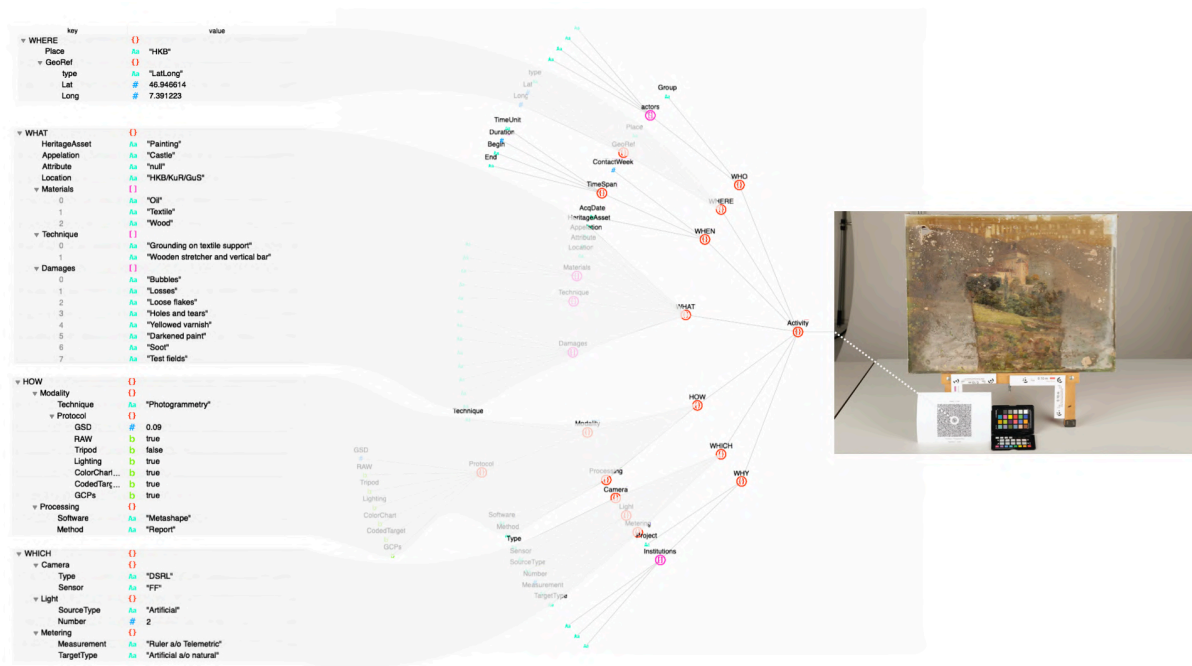 key value
WHERE {}
Place Aa "HKB"
GeoRef {}
type Aa "LatLong"
Lat # 46.946614
Long # 7.391223
WHAT {}
HeritageAsset Aa "Painting"
Appelation Aa "Castle"
Attribute Aa "null"
Location Aa "HKB/KuR/GuS"
Materials [ ]
0 Aa "Oil"
1 Aa "Textile"
2 Aa "Wood"
Technique [ ]
0 Aa "Grounding on textile support"
1 Aa "Wooden stretcher and vertical bar"
Damages [ ]
0 Aa "Bubbles"
1 Aa "Losses"
2 Aa "Loose flakes"
3 Aa "Holes and tears"
4 Aa "Yellowed varnish"
5 Aa "Darkened paint"
6 Aa "Soot"
7 Aa "Test fields"
HOW {}
Modality {}
Technique Aa "Photogrammetry"
Protocol {}
GSD # 0.09
RAW b true
Tripod b false
Lighting b true
ColorChart... b true
CodedTarg... b true
GCPs b true
Processing {}
Software Aa "Metashape"
Method Aa "Report"
WHICH {}
Camera {}
Type Aa "DSRL"
Sensor Aa "FF"
Light {}
SourceType Aa "Artificial"
Number # 2
Metering {}
Measurement Aa "Ruler a/o Telemetric"
TargetType Aa "Artificial a/o natural"
type
Lat
Long
Group
actors
TimeUnit
Duration
Begin
End
Place
GeoRef
ContactWeek
TimeSpan
WHO
WHERE
AcqDate
HeritageAsset
Appelation
Attribute
Location
WHEN
Materials
Technique
WHAT
Activity
Damages
HOW
Technique
Modality
WHICH
GSD
RAW
Tripod
Lighting
ColorChart
CodedTarget
GCPs
Protocol
Processing
Camera
Light
Metering
WHY
Project
Institutions
Software
Method
Type
Sensor
SourceType
Number
Measurement
TargetType